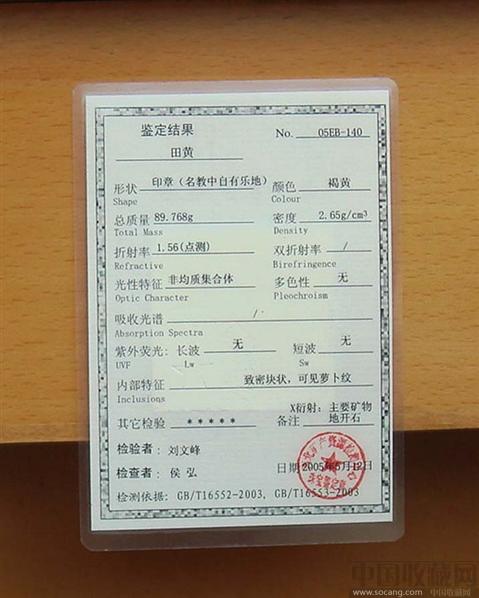 鉴定结果 No. 05EB-140
田黄
形状 印章（名教中自有乐地） 颜色 褐黄
Shape Colour
总质量 89.768g 密度 2.65g/cm³
Total Mass Density
折射率 1.56(点测) 双折射率 /
Refractive Birefringence
光性特征 非均质集合体 多色性 无
Optic Character Pleochroism
吸收光谱 /
Absorption Spectra
紫外荧光: 长波 无 短波 无
UVF Lw Sw
内部特征 致密块状, 可见萝卜纹
Inclusions
X衍射: 主要矿物
其它检验 ***** 备注 地开石
检验者: 刘文峰
检查者: 侯 弘 日期 2005年5月12日
检测依据: GB/T16552-2003, GB/T16553-2003
中国收藏网
www.socang.com 中国收藏网